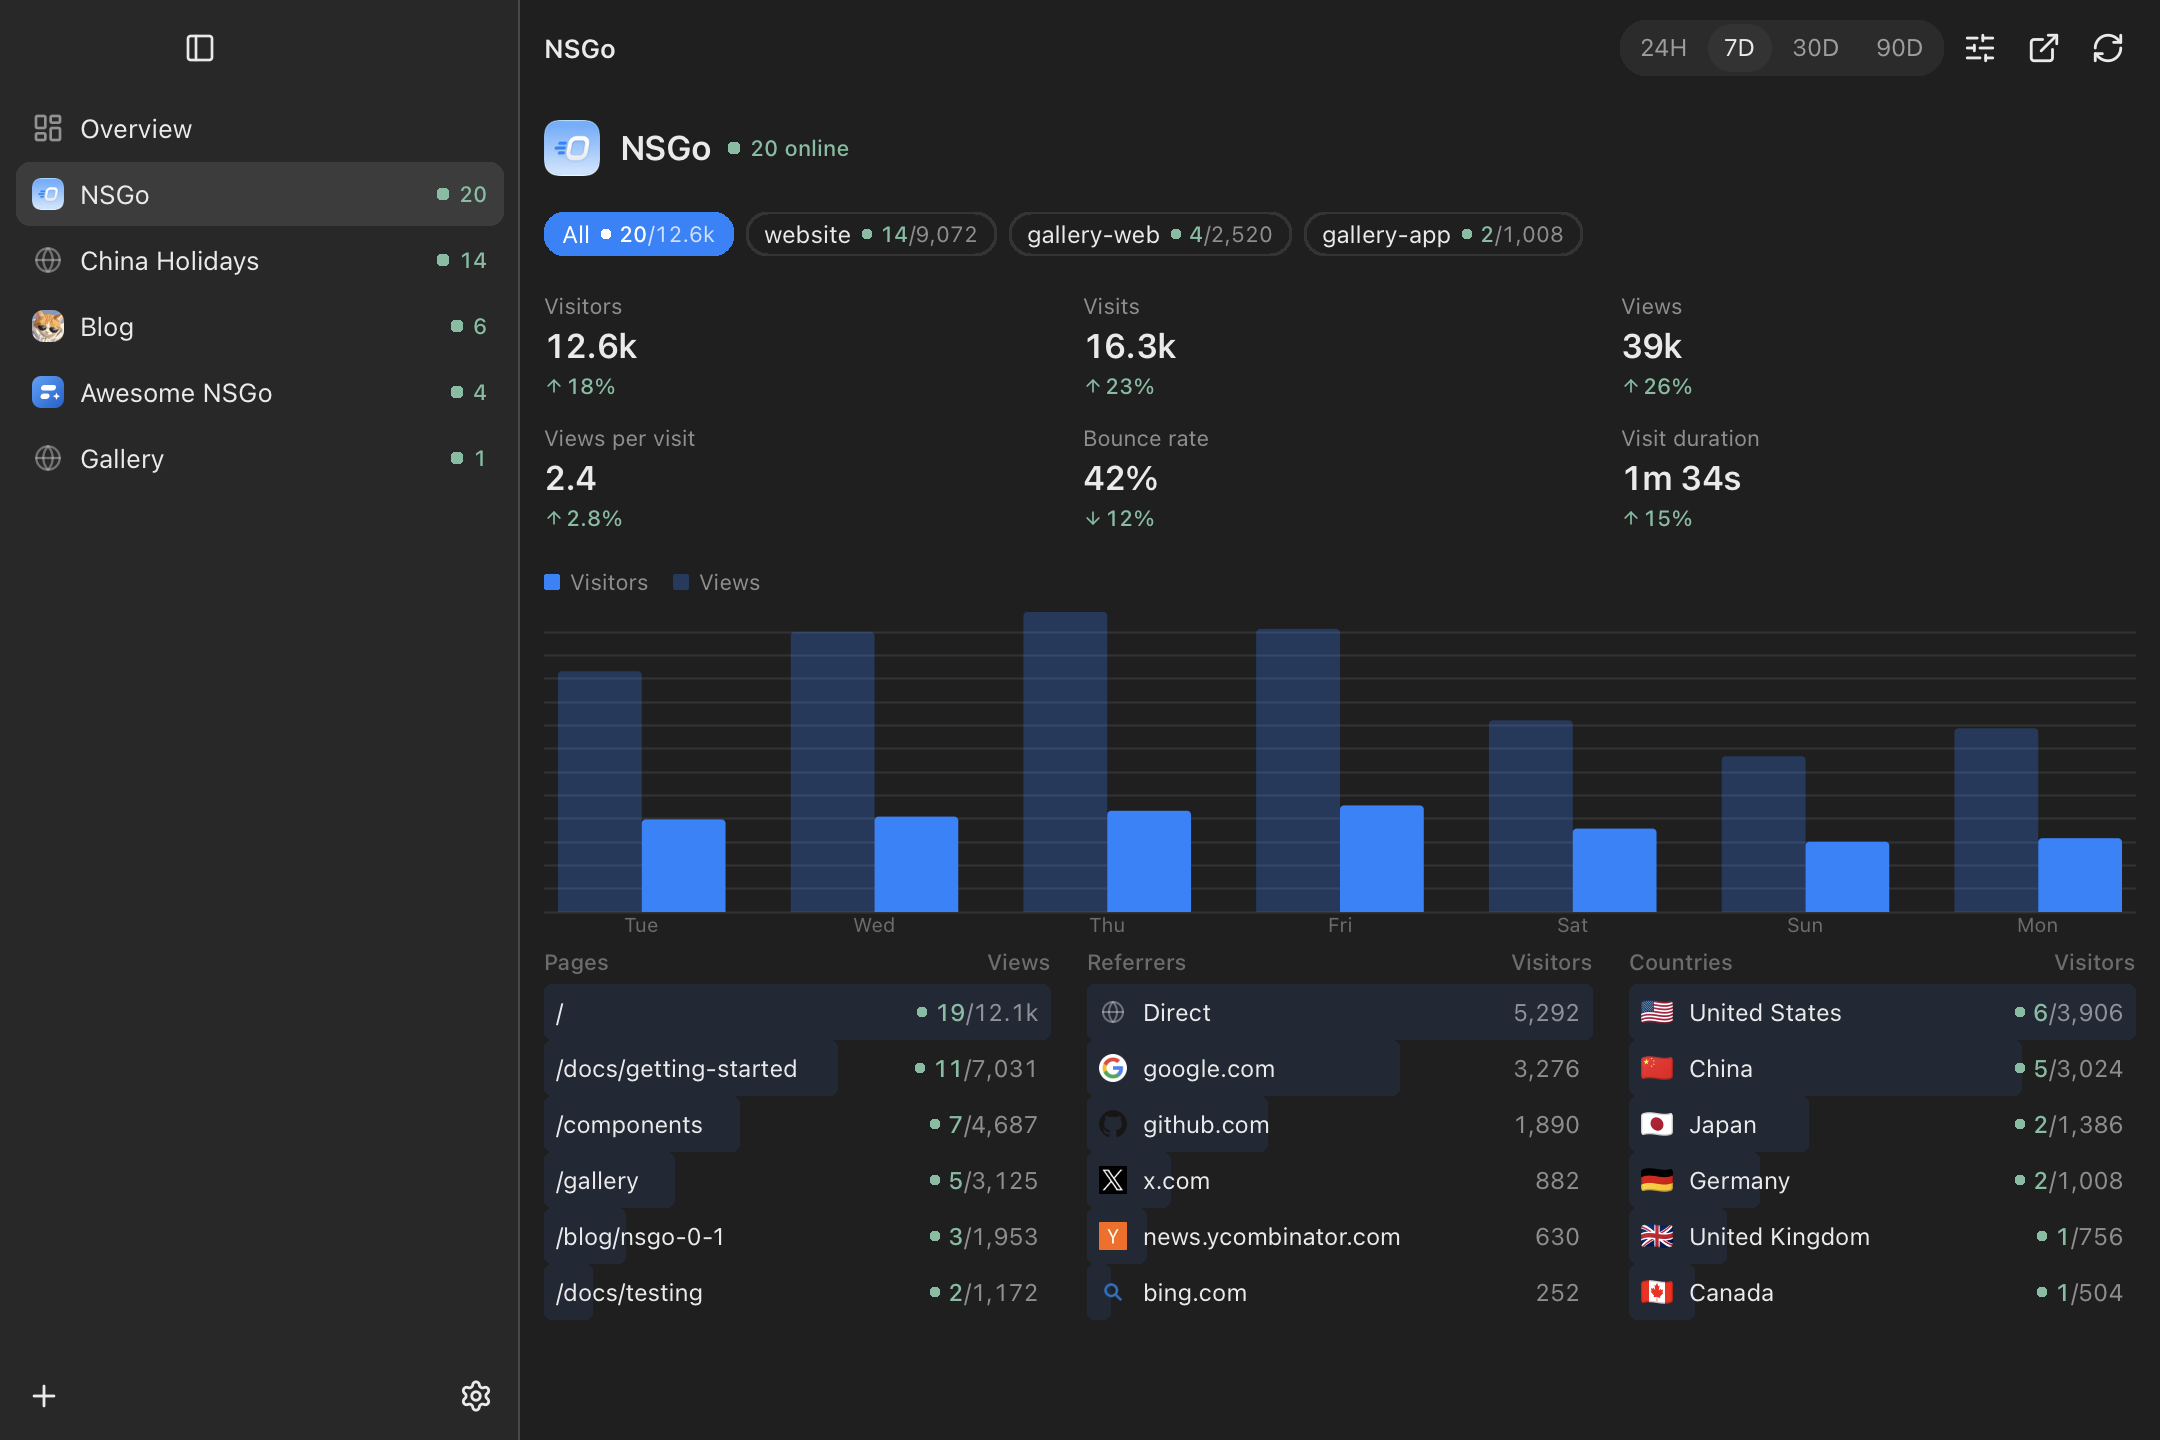 NSGo
24H 7D 30D 90D
Overview
NSGo 20
China Holidays 14
Blog 6
Awesome NSGo 4
Gallery 1
NSGo 20 online
All 20/12.6k website 14/9,072 gallery-web 4/2,520 gallery-app 2/1,008
Visitors Visits Views
12.6k 16.3k 39k
↑18% ↑23% ↑26%
Views per visit Bounce rate Visit duration
2.4 42% 1m 34s
↑2.8% ↓12% ↑15%
Visitors Views
Tue Wed Thu Fri Sat Sun Mon
Pages Views
/ 19/12.1k
/docs/getting-started 11/7,031
/components 7/4,687
/gallery 5/3,125
/blog/nsgo-0-1 3/1,953
/docs/testing 2/1,172
Referrers Visitors
Direct 5,292
google.com 3,276
github.com 1,890
x.com 882
Y news.ycombinator.com 630
bing.com 252
Countries Visitors
United States 6/3,906
China 5/3,024
Japan 2/1,386
Germany 2/1,008
United Kingdom 1/756
Canada 1/504